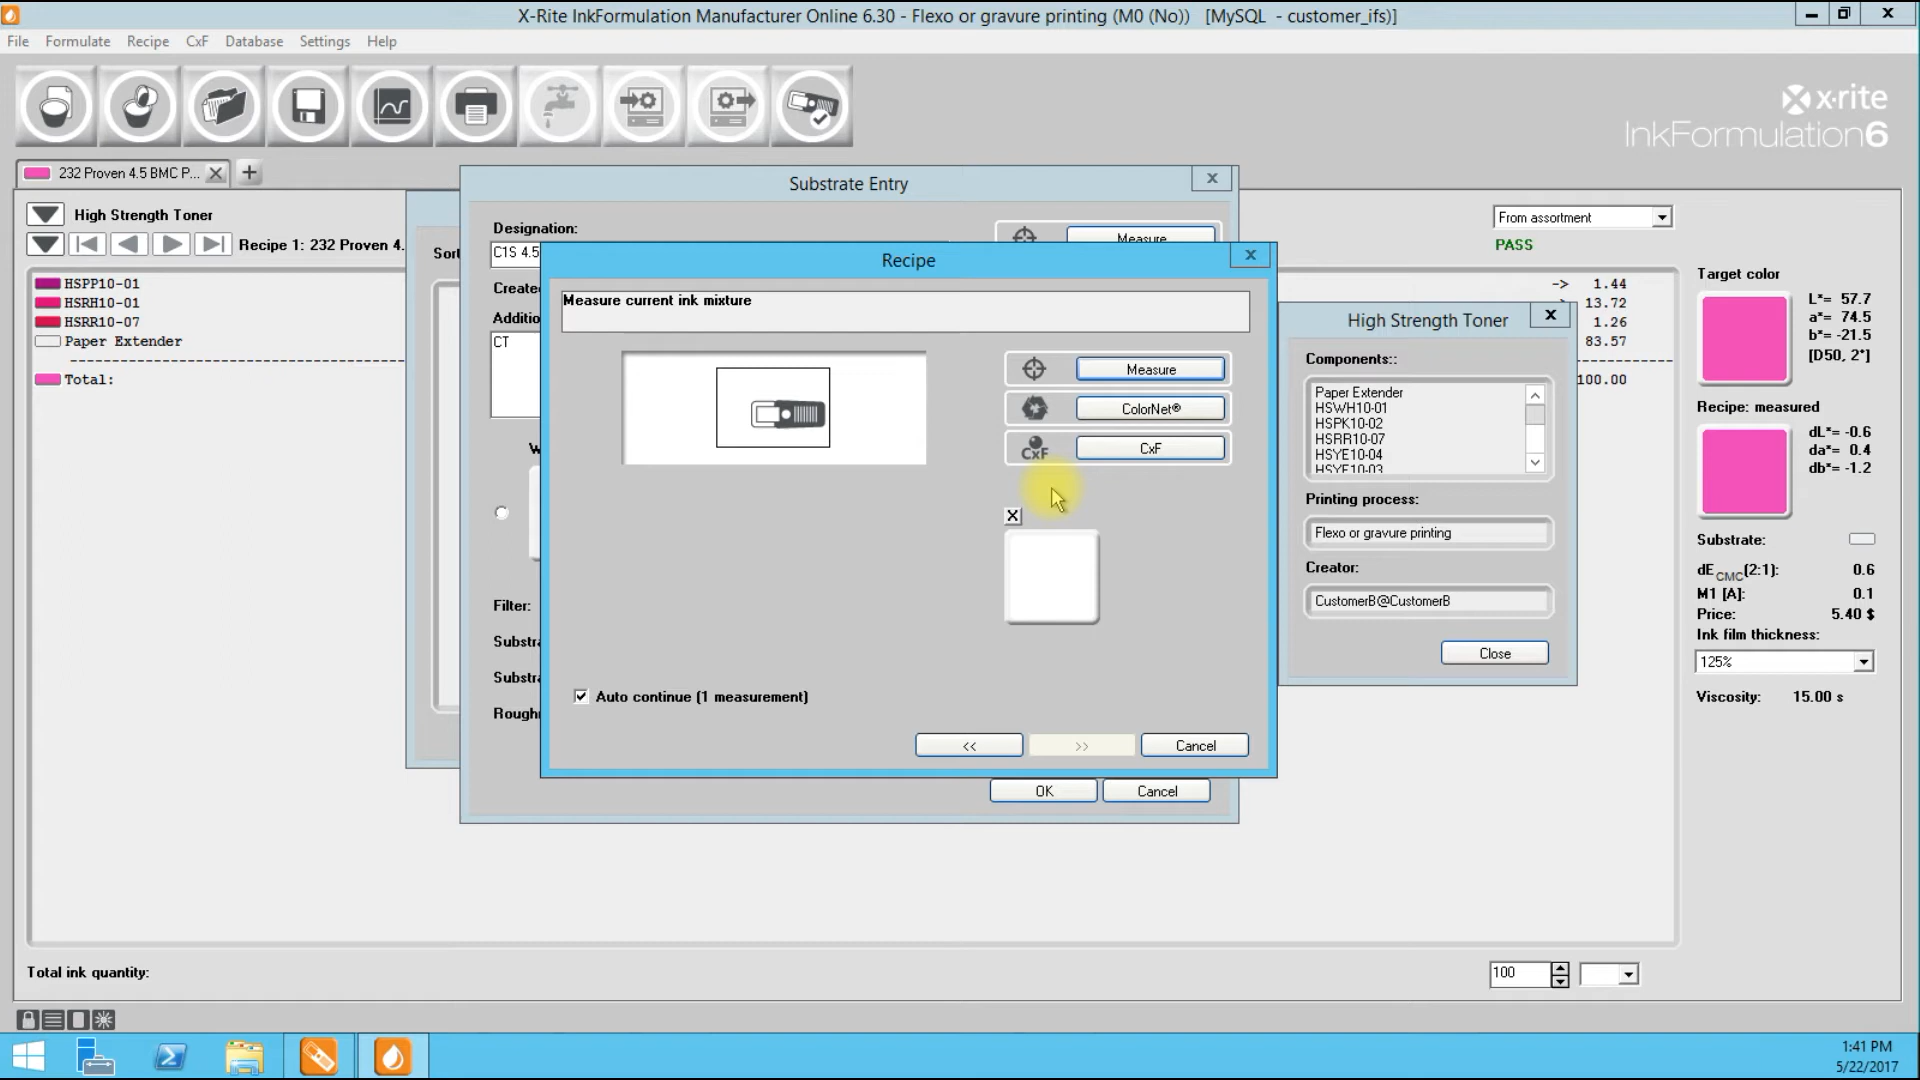 X-Rite InkFormulation Manufacturer Online 6.30 - Flexo or gravure printing (M0 (No)) [MySQL - customer_ifs)]
File Formulate Recipe CxF Database Settings Help
x·rite
InkFormulation6
232 Proven 4.5 BMC P...
High Strength Toner
Recipe 1: 232 Proven 4.
HSPP10-01
HSRH10-01
HSRR10-07
Paper Extender
Total:
Sort
Substrate Entry
Designation:
C1S 4.5
Measure
Create
Additio
CT
W
Filter:
Substra
Substra
Roughn
OK
Cancel
Recipe
Measure current ink mixture
Measure
ColorNet®
CxF
CxF
X
Auto continue (1 measurement)
<<
>>
Cancel
High Strength Toner
Components::
Paper Extender
HSWH10-01
HSPK10-02
HSRR10-07
HSYE10-04
HSYE10-03
Printing process:
Flexo or gravure printing
Creator:
CustomerB@CustomerB
Close
From assortment
PASS
-> 1.44
13.72
1.26
83.57
100.00
Target color
L*= 57.7
a*= 74.5
b*= -21.5
[D50, 2°]
Recipe: measured
dL*= -0.6
da*= 0.4
db*= -1.2
Substrate:
dE CMC(2:1): 0.6
M1 [A]: 0.1
Price: 5.40 $
Ink film thickness:
125%
Viscosity: 15.00 s
Total ink quantity:
100
1:41 PM
5/22/2017